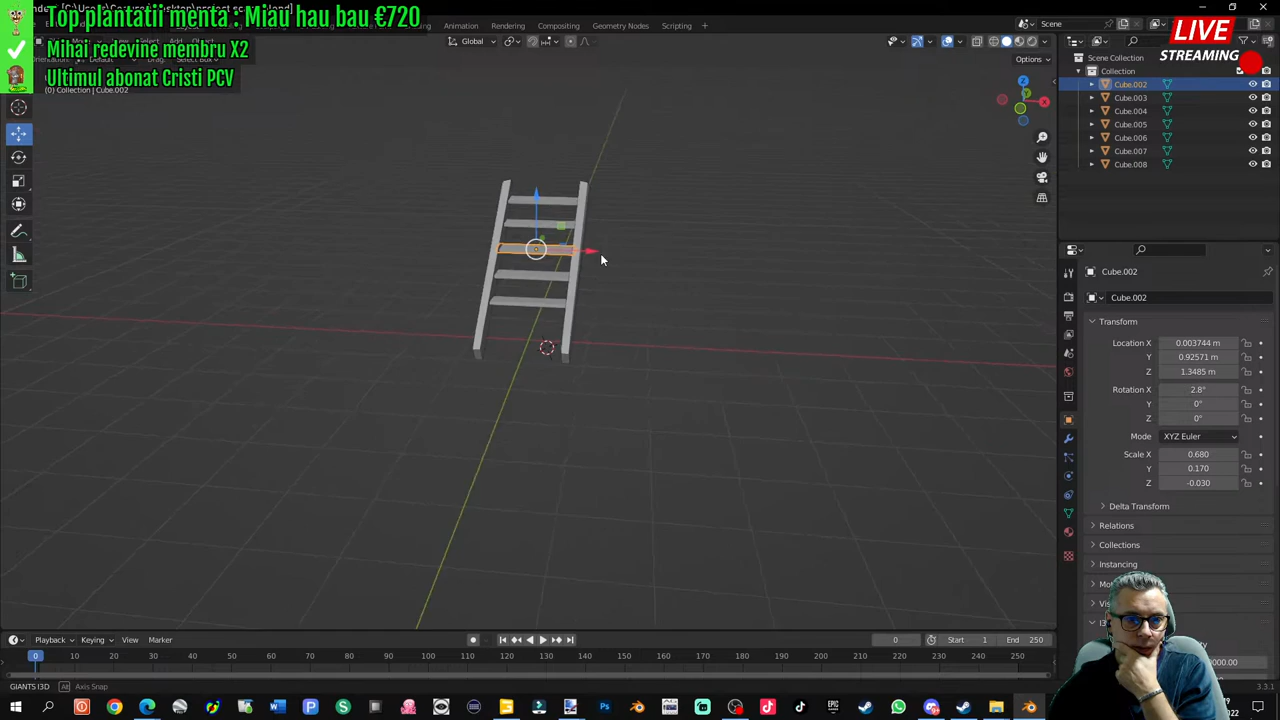 Top plantatii menta : Miau hau bau €720
Mihai redevine membru X2
Ultimul abonat Cristi PCV
LIVE
STREAMING
Animation Rendering Compositing Geometry Nodes Scripting
Scene
Global
Options
(0) Collection | Cube.002
Scene Collection
Collection
Cube.002
Cube.003
Cube.004
Cube.005
Cube.006
Cube.007
Cube.008
Z
X
Cube.002
Cube.002
Transform
Location X 0.003744 m
Y 0.92571 m
Z 1.3485 m
Rotation X 2.8°
Y 0°
Z 0°
Mode XYZ Euler
Scale X 0.680
Y 0.170
Z -0.030
Delta Transform
Relations
Collections
Instancing
Playback Keying View Marker
0 Start 1 End 250
0 10 20 30 40 50 60 70 80 90 100 110 120 130 140 150 160 170 180 190 200 210 220 230 240 250
GIANTS I3D Alt Axis Snap